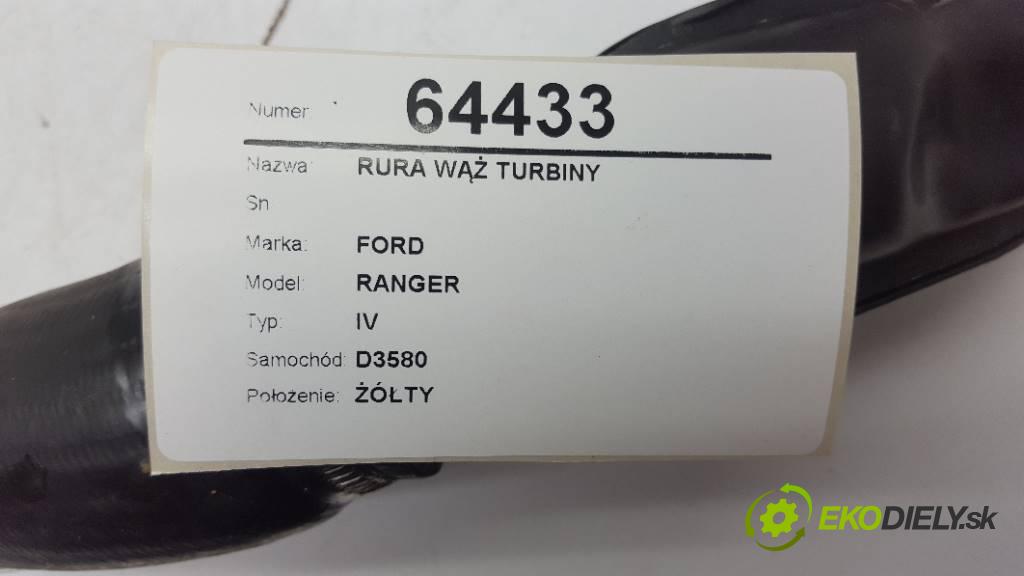 Numer: 64433
Nazwa: RURA WĄŻ TURBINY
Sn
Marka: FORD
Model: RANGER
Typ: IV
Samochód: D3580
Położenie: ŻÓŁTY
EKODIELY.sk